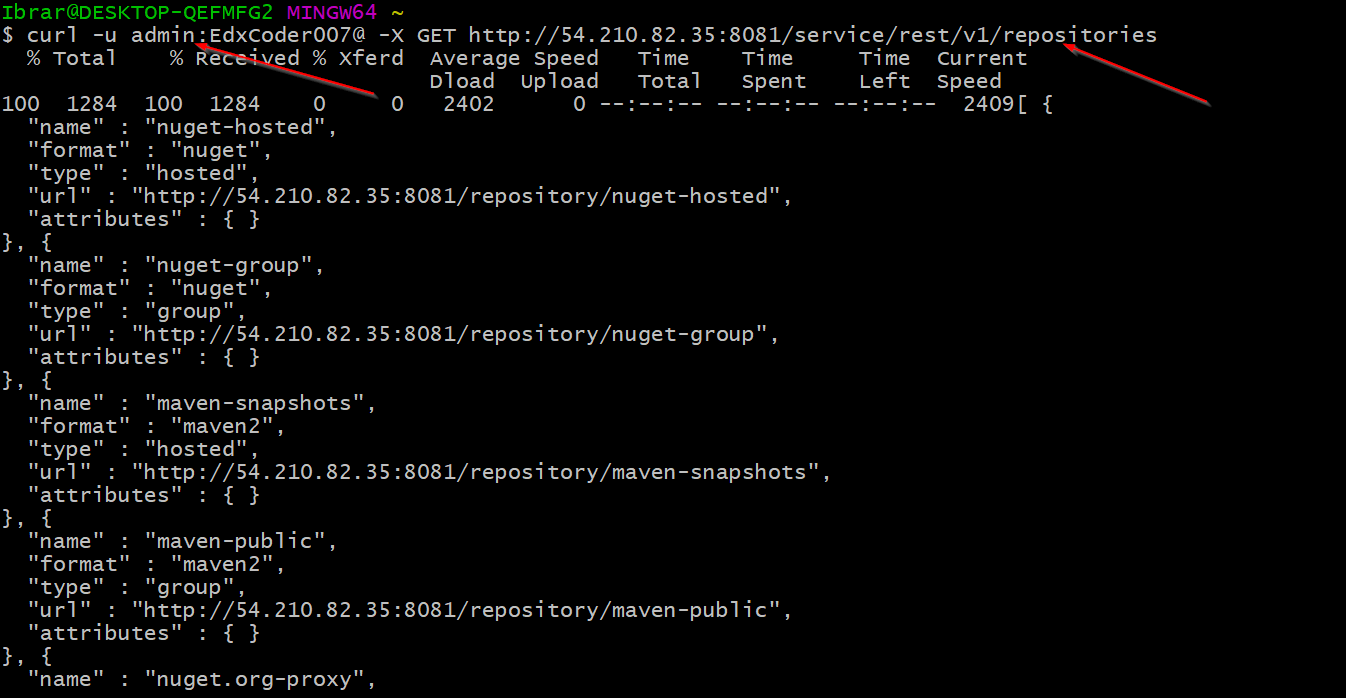 Ibrar@DESKTOP-QEFMFG2 MINGW64 ~
$ curl -u admin:EdxCoder007@ -X GET http://54.210.82.35:8081/service/rest/v1/repositories
  % Total    % Received % Xferd  Average Speed   Time    Time     Time  Current
                                 Dload  Upload   Total   Spent    Left  Speed
100  1284  100  1284    0     0   2402      0 --:--:-- --:--:-- --:--:--  2409[ {
  "name" : "nuget-hosted",
  "format" : "nuget",
  "type" : "hosted",
  "url" : "http://54.210.82.35:8081/repository/nuget-hosted",
  "attributes" : { }
}, {
  "name" : "nuget-group",
  "format" : "nuget",
  "type" : "group",
  "url" : "http://54.210.82.35:8081/repository/nuget-group",
  "attributes" : { }
}, {
  "name" : "maven-snapshots",
  "format" : "maven2",
  "type" : "hosted",
  "url" : "http://54.210.82.35:8081/repository/maven-snapshots",
  "attributes" : { }
}, {
  "name" : "maven-public",
  "format" : "maven2",
  "type" : "group",
  "url" : "http://54.210.82.35:8081/repository/maven-public",
  "attributes" : { }
}, {
  "name" : "nuget.org-proxy",